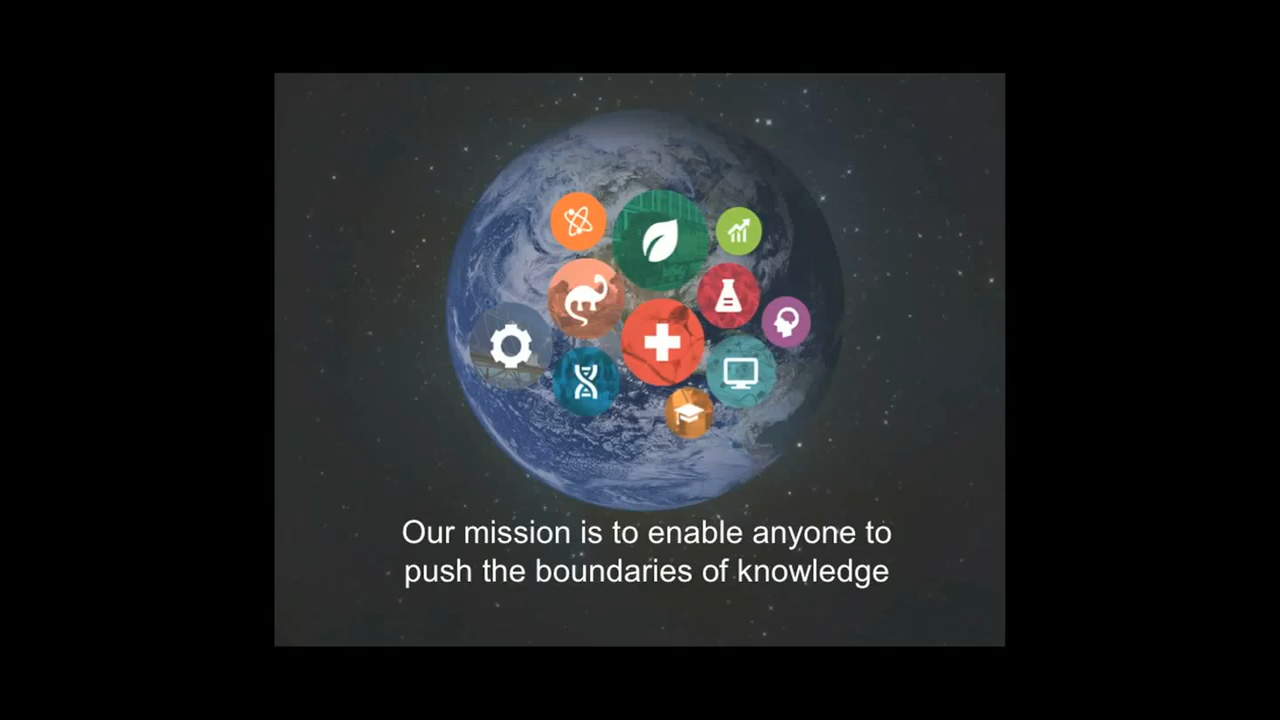 Our mission is to enable anyone to
push the boundaries of knowledge